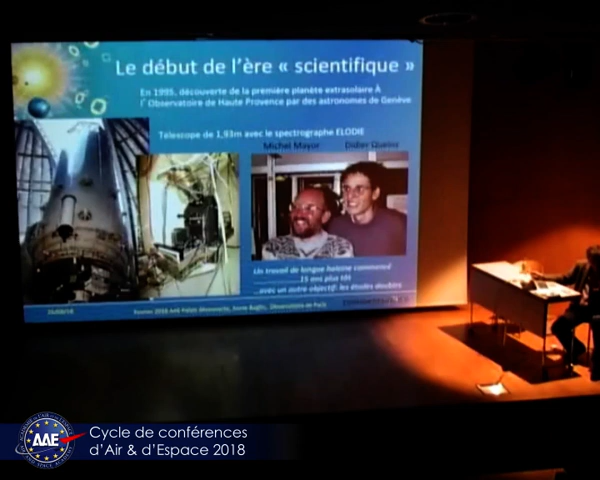 AAE
Le début de l'ère « scientifique »
En 1995, découverte de la première planète extrasolaire À
l' Observatoire de Haute Provence par des astronomes de Genève
Télescope de 1,93m avec le spectrographe ELODIE
Michel Mayor Didier Queloz
Un travail de longue haleine commencé
15 ans plus tôt
...avec un autre objectif: les étoiles doubles
AAE
Cycle de conférences
d'Air & d'Espace 2018